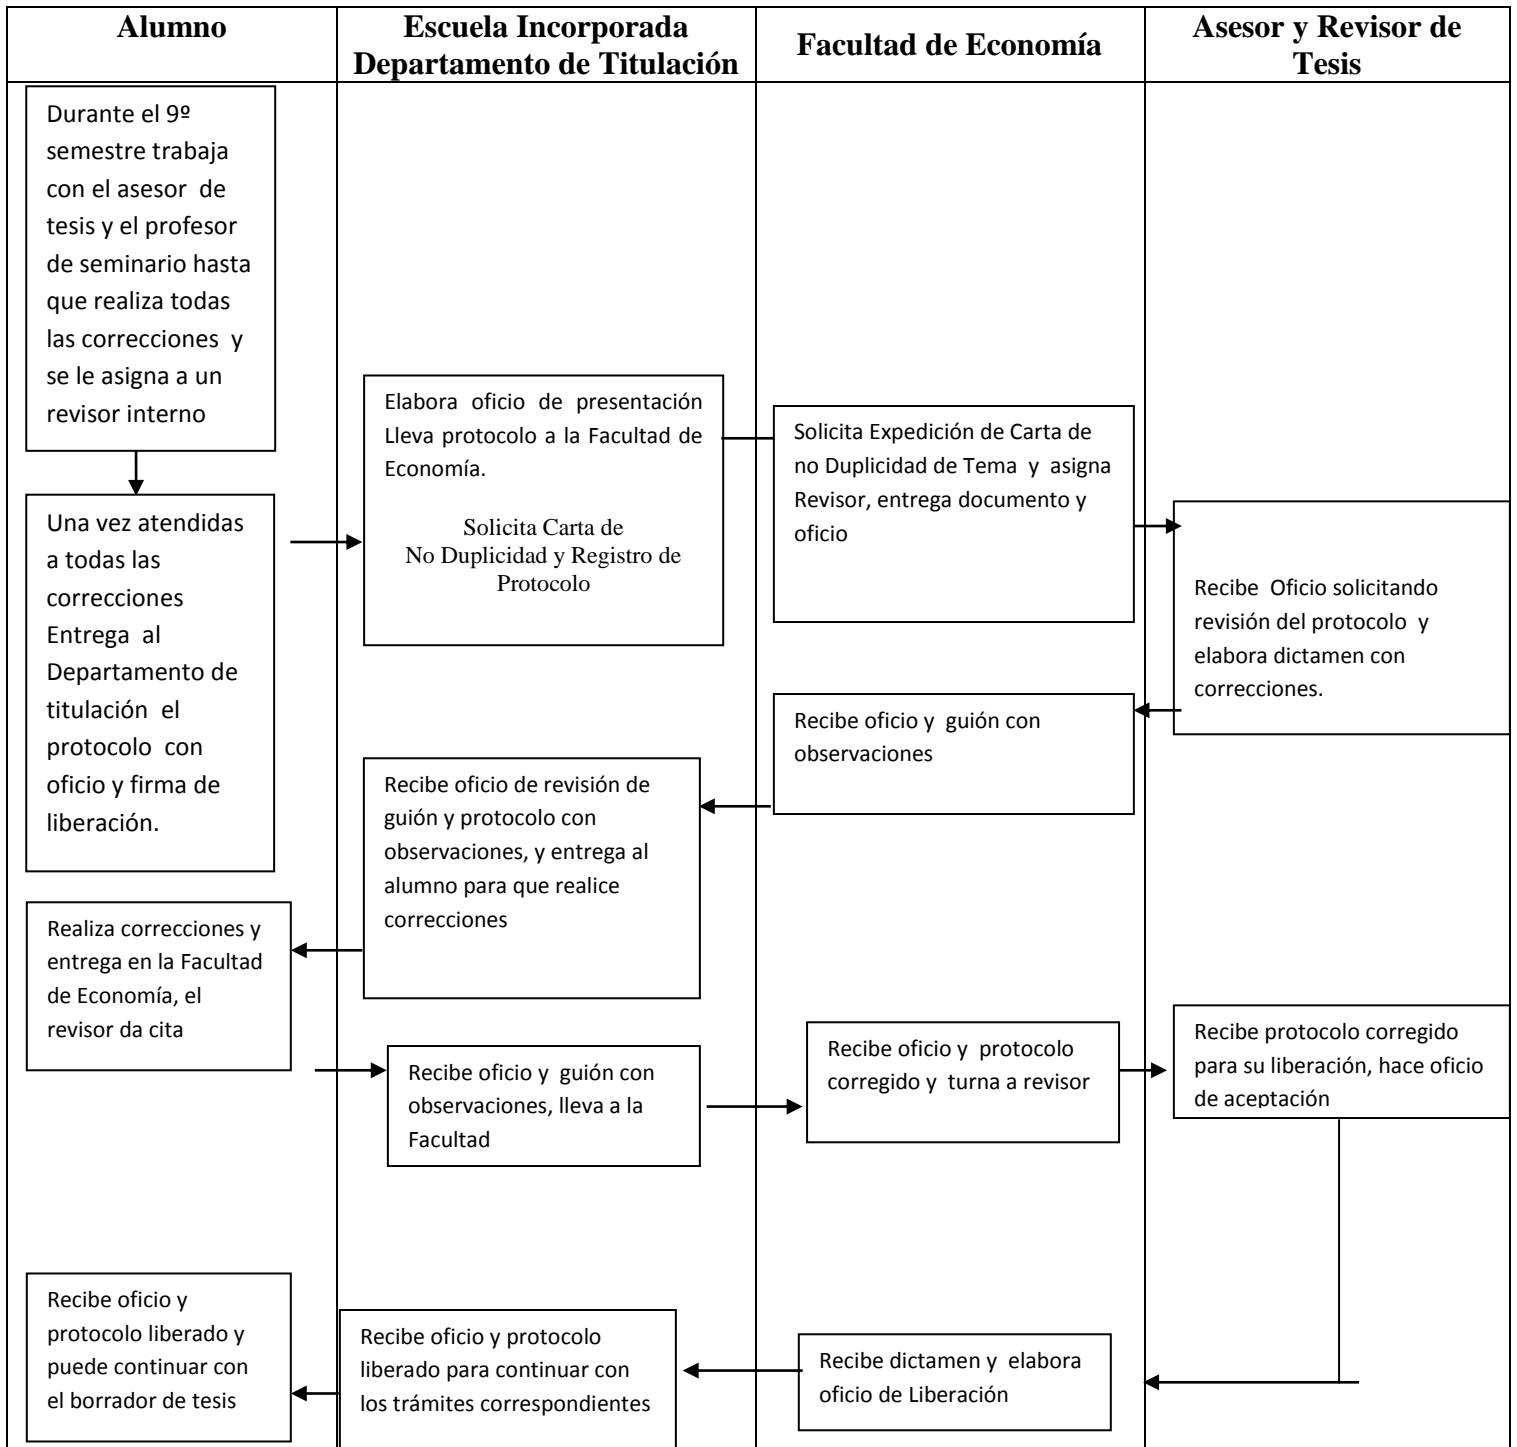 Alumno
Escuela Incorporada
Departamento de Titulación
Facultad de Economía
Asesor y Revisor de
Tesis
Durante el 9º
semestre trabaja
con el asesor de
tesis y el profesor
de seminario hasta
que realiza todas
las correcciones y
se le asigna a un
revisor interno
Una vez atendidas
a todas las
correcciones
Entrega al
Departamento de
titulación el
protocolo con
oficio y firma de
liberación.
Elabora oficio de presentación
Lleva protocolo a la Facultad de
Economía.
Solicita Carta de
No Duplicidad y Registro de
Protocolo
Solicita Expedición de Carta de
no Duplicidad de Tema y asigna
Revisor, entrega documento y
oficio
Recibe Oficio solicitando
revisión del protocolo y
elabora dictamen con
correcciones.
Recibe oficio y guión con
observaciones
Recibe oficio de revisión de
guión y protocolo con
observaciones, y entrega al
alumno para que realice
correcciones
Realiza correcciones y
entrega en la Facultad
de Economía, el
revisor da cita
Recibe oficio y guión con
observaciones, lleva a la
Facultad
Recibe oficio y protocolo
corregido y turna a revisor
Recibe protocolo corregido
para su liberación, hace oficio
de aceptación
Recibe dictamen y elabora
oficio de Liberación
Recibe oficio y protocolo
liberado para continuar con
los trámites correspondientes
Recibe oficio y
protocolo liberado y
puede continuar con
el borrador de tesis